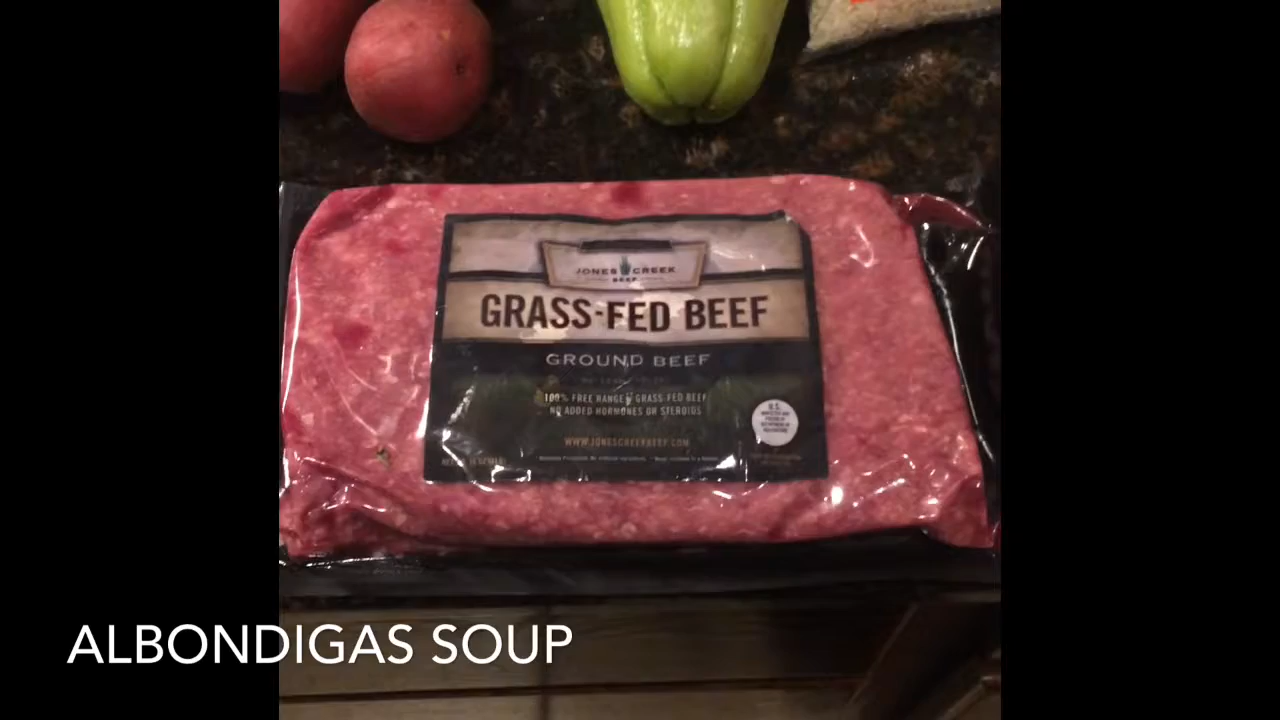 JONES CREEK
BEEF
GRASS-FED BEEF
GROUND BEEF
100% FREE RANGE GRASS FED BEEF
NO ADDED HORMONES OR STEROIDS
WWW.JONESCREEKBEEF.COM
U.S.
ALBONDIGAS SOUP